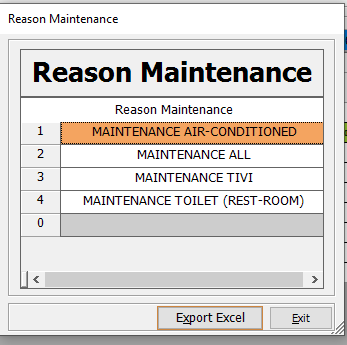 Reason Maintenance
Reason Maintenance
Reason Maintenance
1 MAINTENANCE AIR-CONDITIONED
2 MAINTENANCE ALL
3 MAINTENANCE TIVI
4 MAINTENANCE TOILET (REST-ROOM)
0
Export Excel Exit